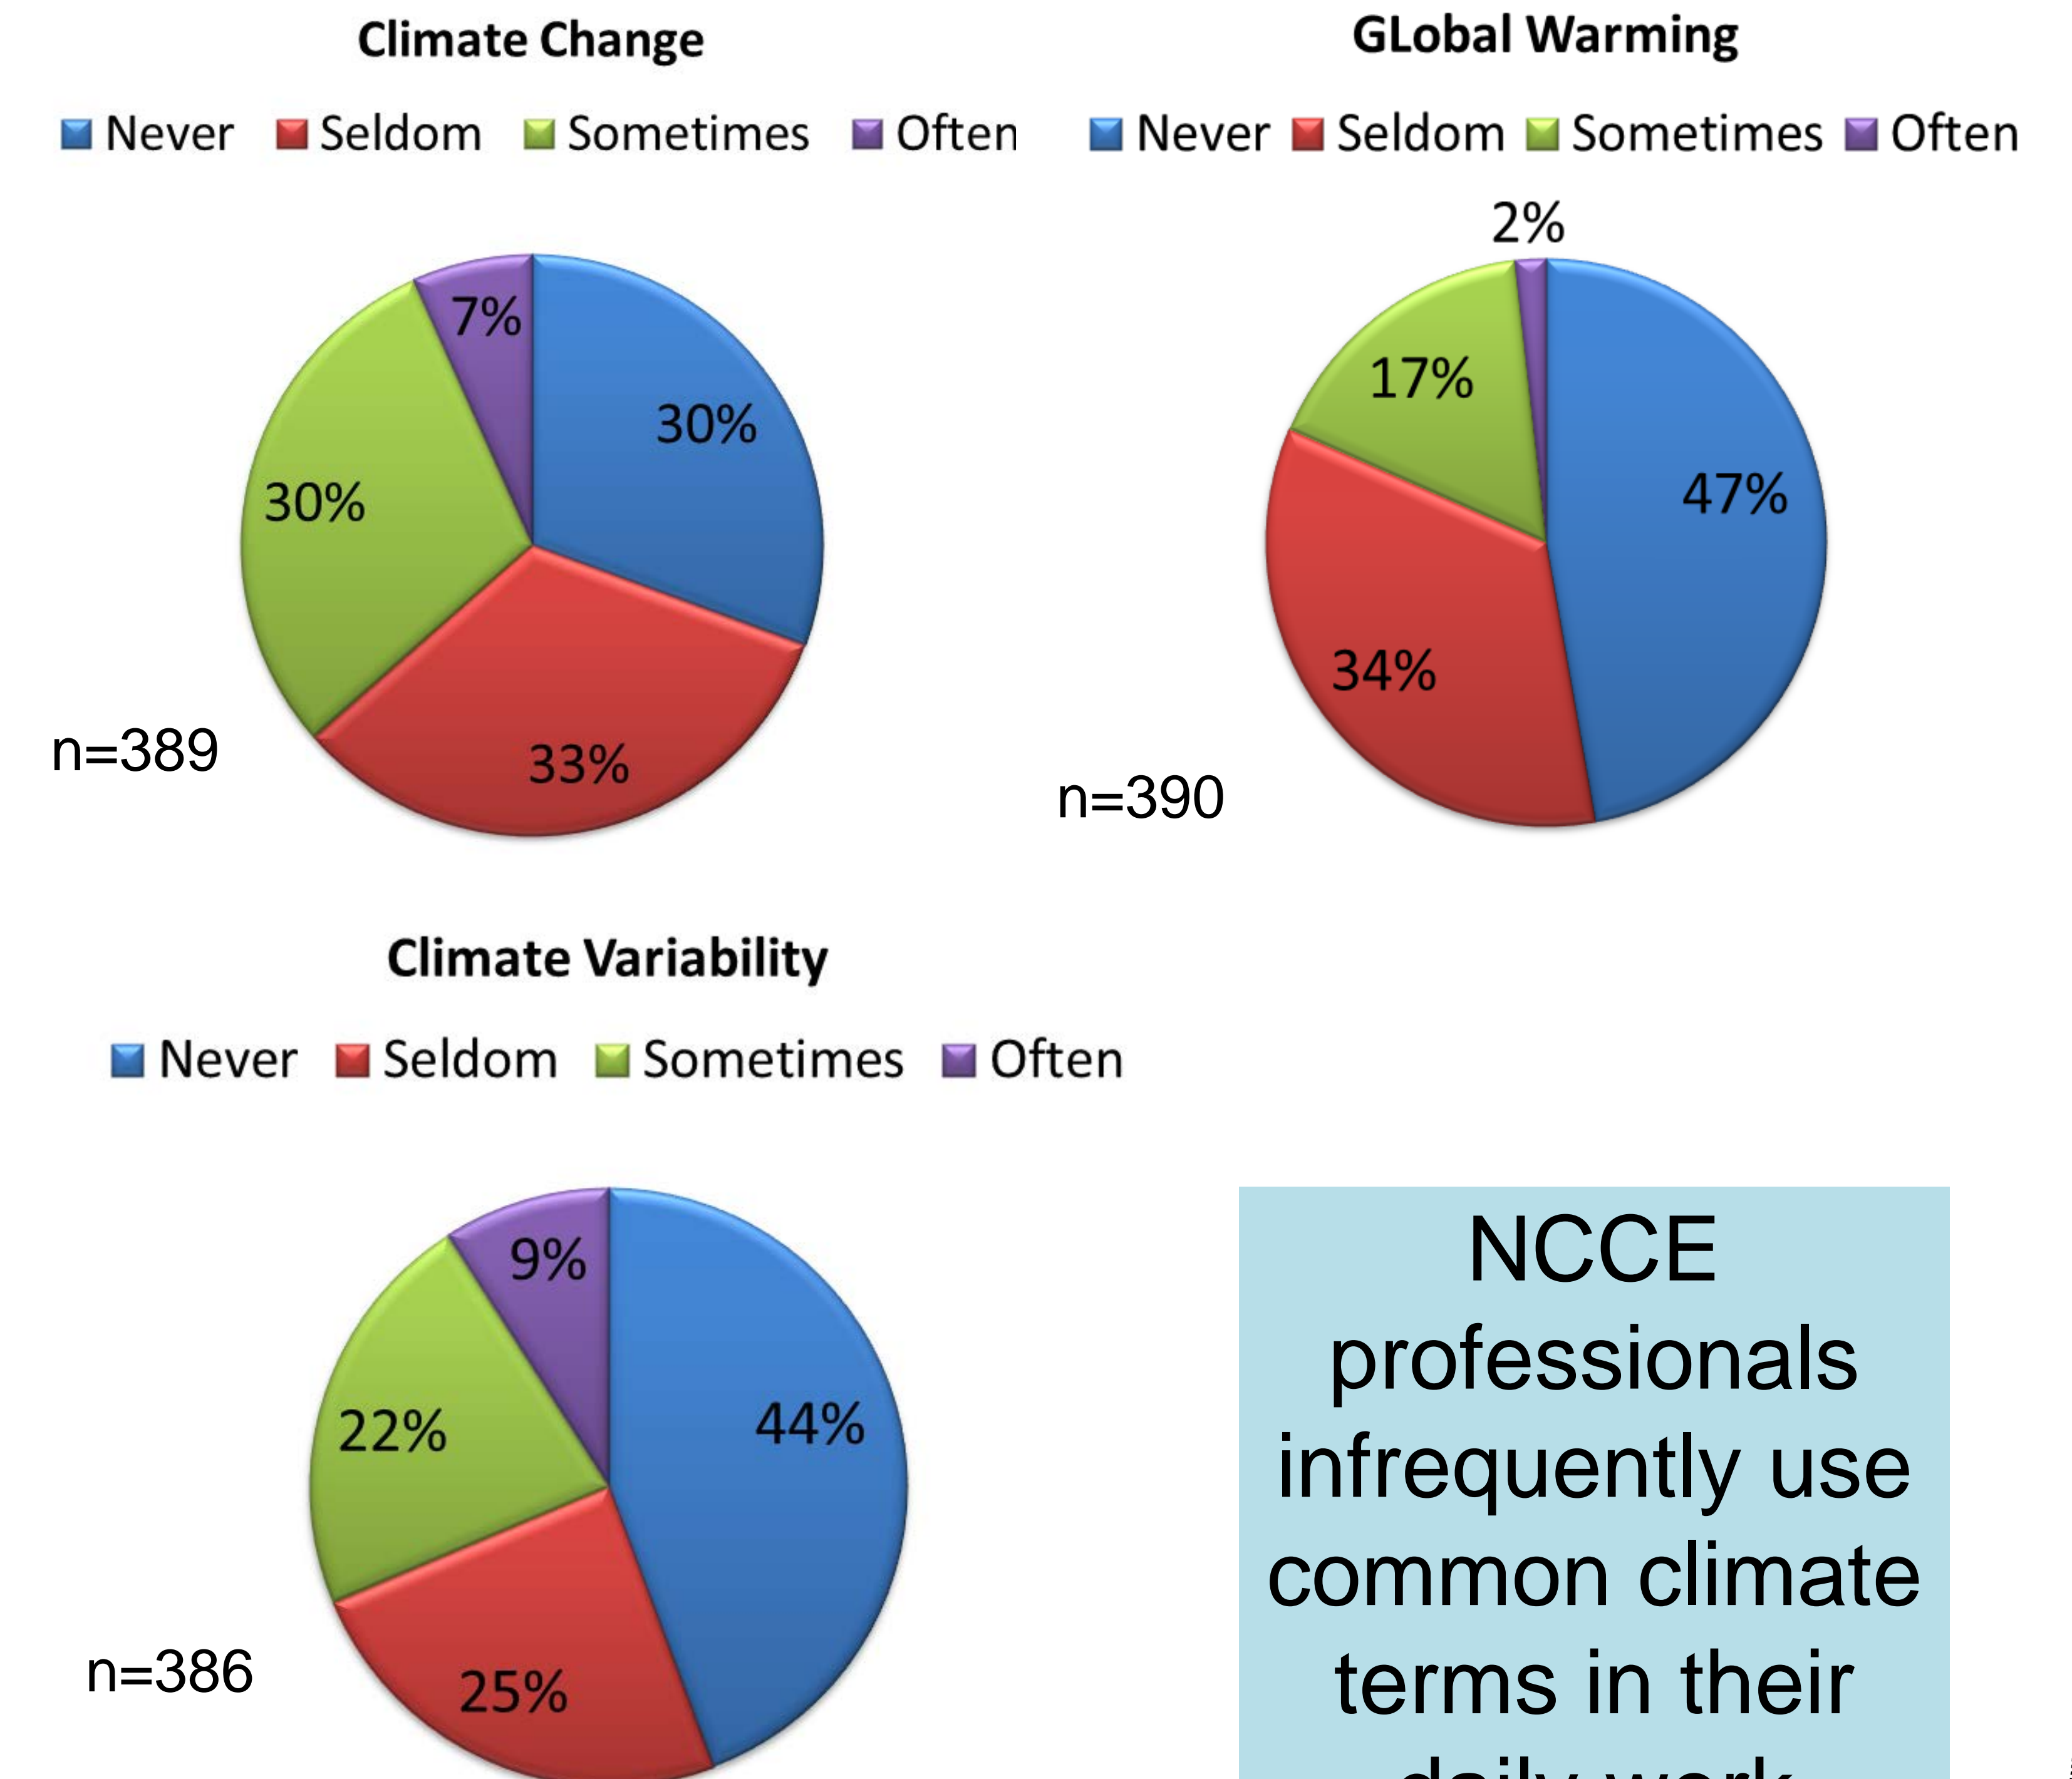 Climate Change
Never Seldom Sometimes Often
7%
30%
30%
33%
n=389
GLobal Warming
Never Seldom Sometimes Often
2%
17%
47%
34%
n=390
Climate Variability
Never Seldom Sometimes Often
9%
44%
22%
25%
n=386
NCCE
professionals
infrequently use
common climate
terms in their
daily work